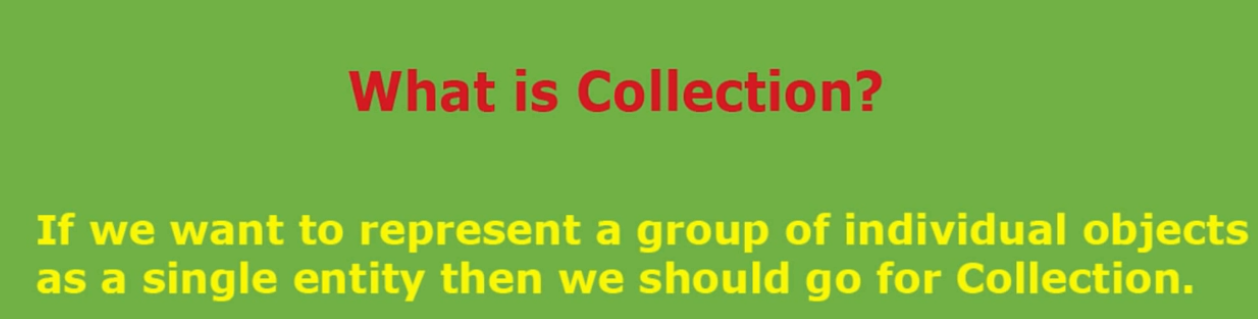 What is Collection?
If we want to represent a group of individual objects
as a single entity then we should go for Collection.